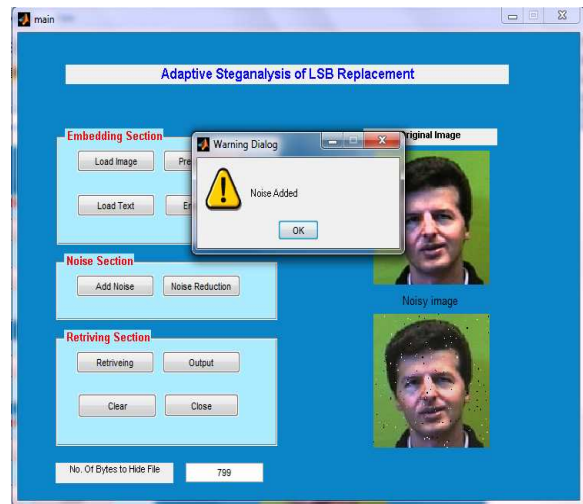 main
Adaptive Steganalysis of LSB Replacement
Embedding Section
Load Image
Load Text
Warning Dialog
Noise Added
OK
Original Image
Noisy image
Noise Section
Add Noise
Noise Reduction
Retriving Section
Retriveing
Output
Clear
Close
No. Of Bytes to Hide File
799